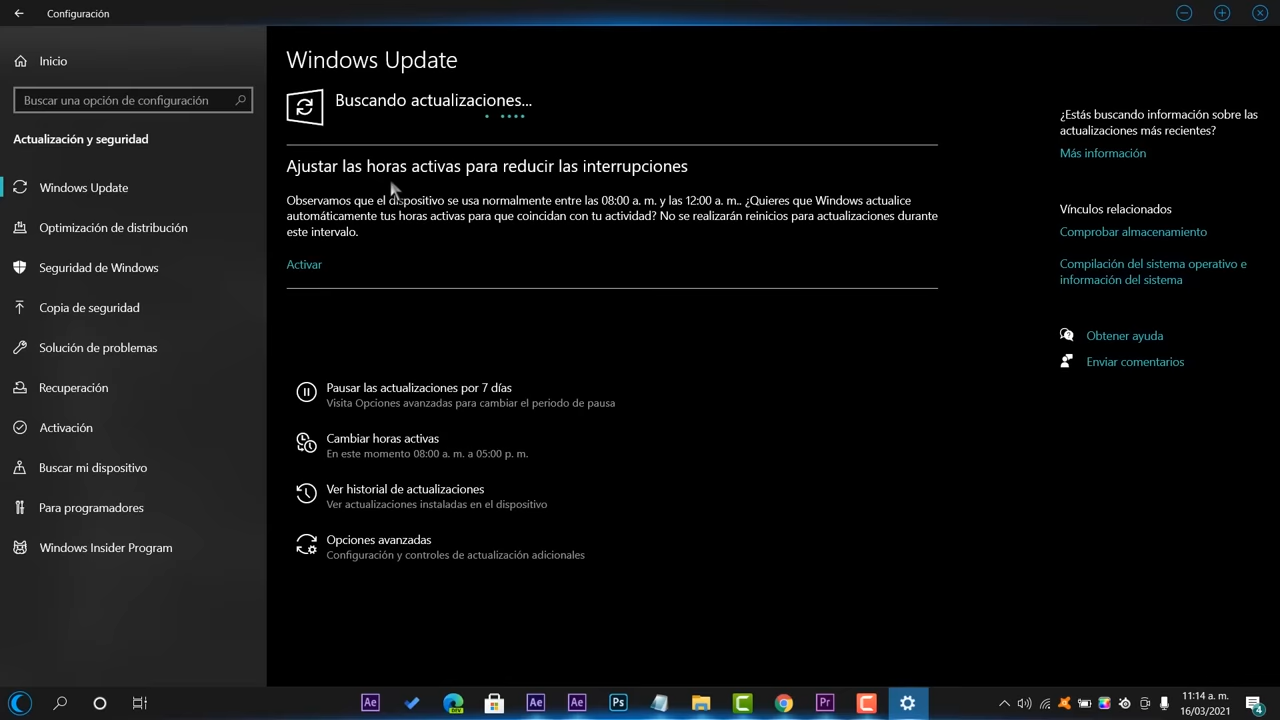 Configuración
Inicio
Buscar una opción de configuración
Actualización y seguridad
Windows Update
Optimización de distribución
Seguridad de Windows
Copia de seguridad
Solución de problemas
Recuperación
Activación
Buscar mi dispositivo
Para programadores
Windows Insider Program
Windows Update
Buscando actualizaciones...
Ajustar las horas activas para reducir las interrupciones
Observamos que el dispositivo se usa normalmente entre las 08:00 a. m. y las 12:00 a. m.. ¿Quieres que Windows actualice
automáticamente tus horas activas para que coincidan con tu actividad? No se realizarán reinicios para actualizaciones durante
este intervalo.
Activar
Pausar las actualizaciones por 7 días
Visita Opciones avanzadas para cambiar el periodo de pausa
Cambiar horas activas
En este momento 08:00 a. m. a 05:00 p. m.
Ver historial de actualizaciones
Ver actualizaciones instaladas en el dispositivo
Opciones avanzadas
Configuración y controles de actualización adicionales
¿Estás buscando información sobre las
actualizaciones más recientes?
Más información
Vínculos relacionados
Comprobar almacenamiento
Compilación del sistema operativo e
información del sistema
Obtener ayuda
Enviar comentarios
Ae
DEV
Ae
Ae
Ps
C
Pr
C
11:14 a. m.
16/03/2021
4